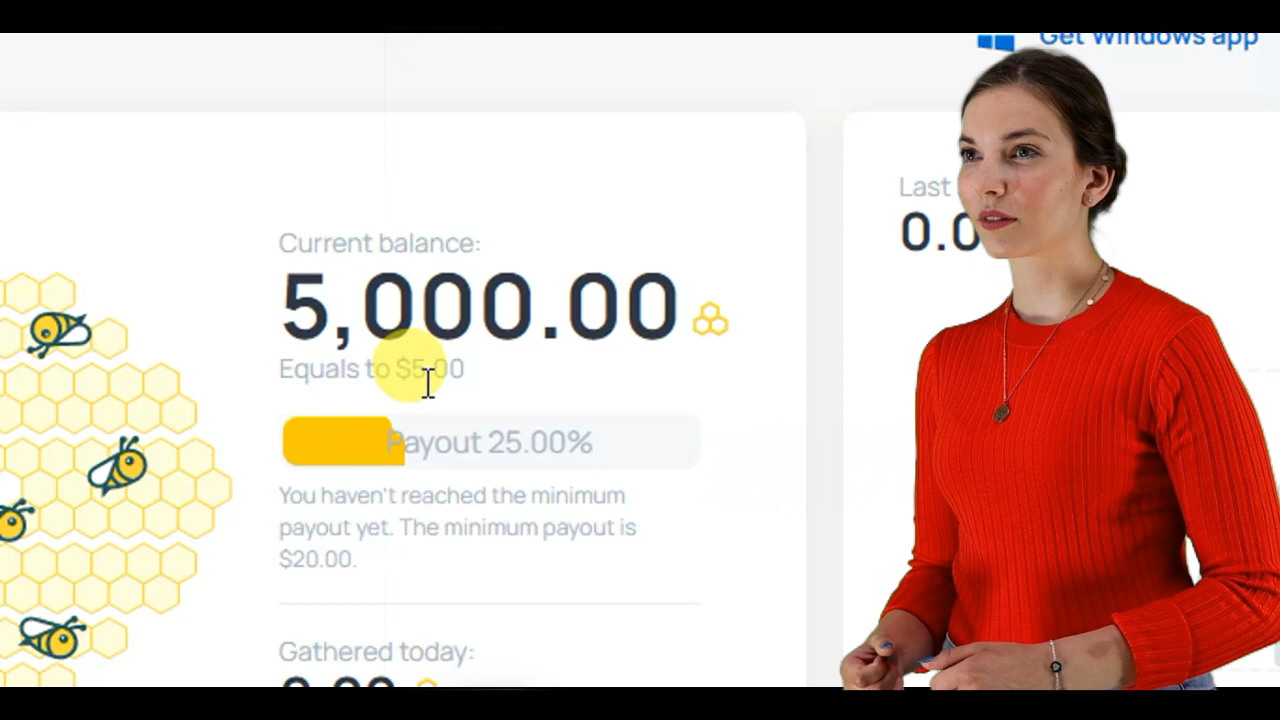 Get Windows app
Current balance:
5,000.00
Equals to $5.00
Payout 25.00%
You haven't reached the minimum
payout yet. The minimum payout is
$20.00.
Last
0.0
Gathered today: